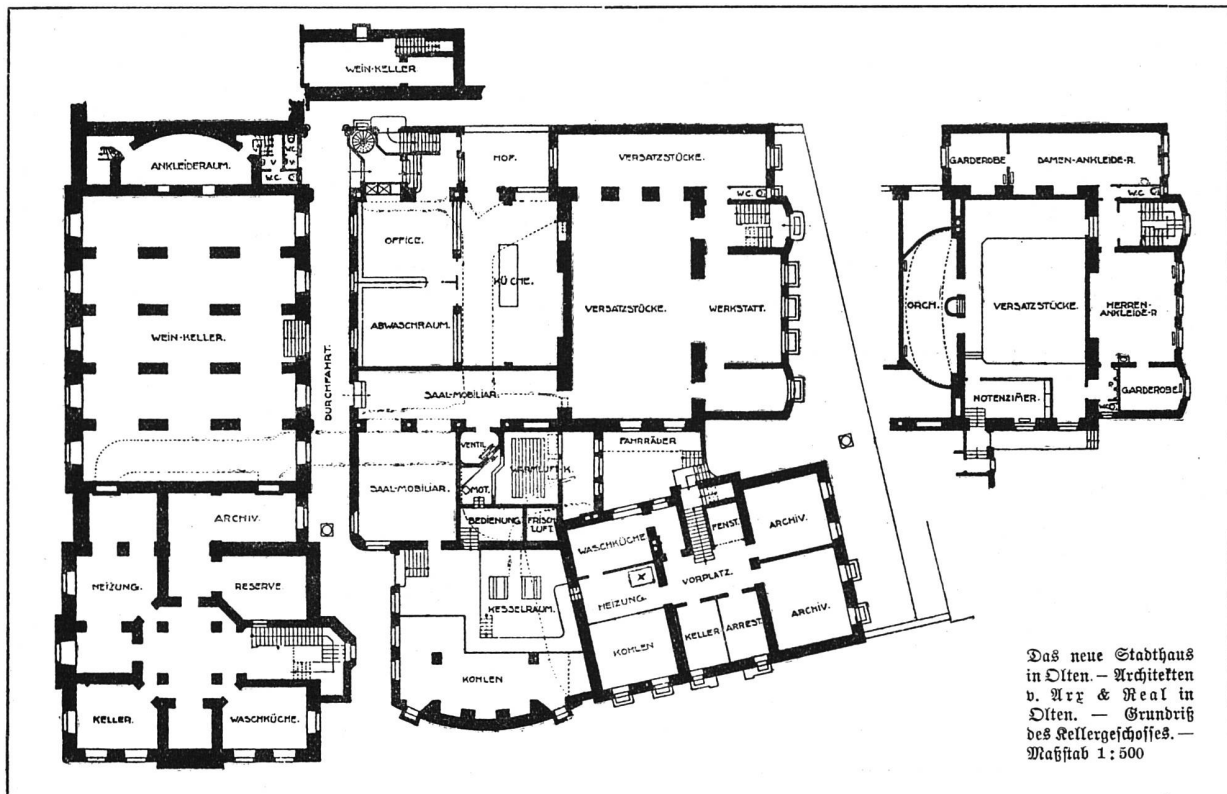 WEIN-KELLER
ANKLEIDERAUM.
W.C.
V
V
W.C.
HOF.
VERSATZSTÜCKE.
W.C.
OFFICE.
KÜCHE.
ABWASCHRAUM.
VERSATZSTÜCKE.
WERKSTATT.
WEIN-KELLER.
DURCHFAHRT.
SAAL-MOBILIAR.
GARDEROBE
DAMEN-ANKLEIDE-R.
W.C.
ORCH.
VERSATZSTÜCKE.
HERREN-
ANKLEIDE-R
NOTENZIMER.
GARDEROBE
VENTIL.
WARMLUFT-K.
FAHRRÄDER
SAAL-MOBILIAR.
MOT.
BEDIENUNG
FRISCH
LUFT.
ARCHIV.
HEIZUNG.
RESERVE
KELLER.
WASCHKÜCHE.
KESSELRAUM.
KOHLEN
WASCHKÜCHE
FENST.
ARCHIV.
VORPLATZ.
HEIZUNG.
KOHLEN
KELLER
ARREST.
ARCHIV.
Das neue Stadthaus
in Olten. — Architekten
v. Arx & Real in
Olten. — Grundriß
des Kellergeschosses. —
Maßstab 1:500